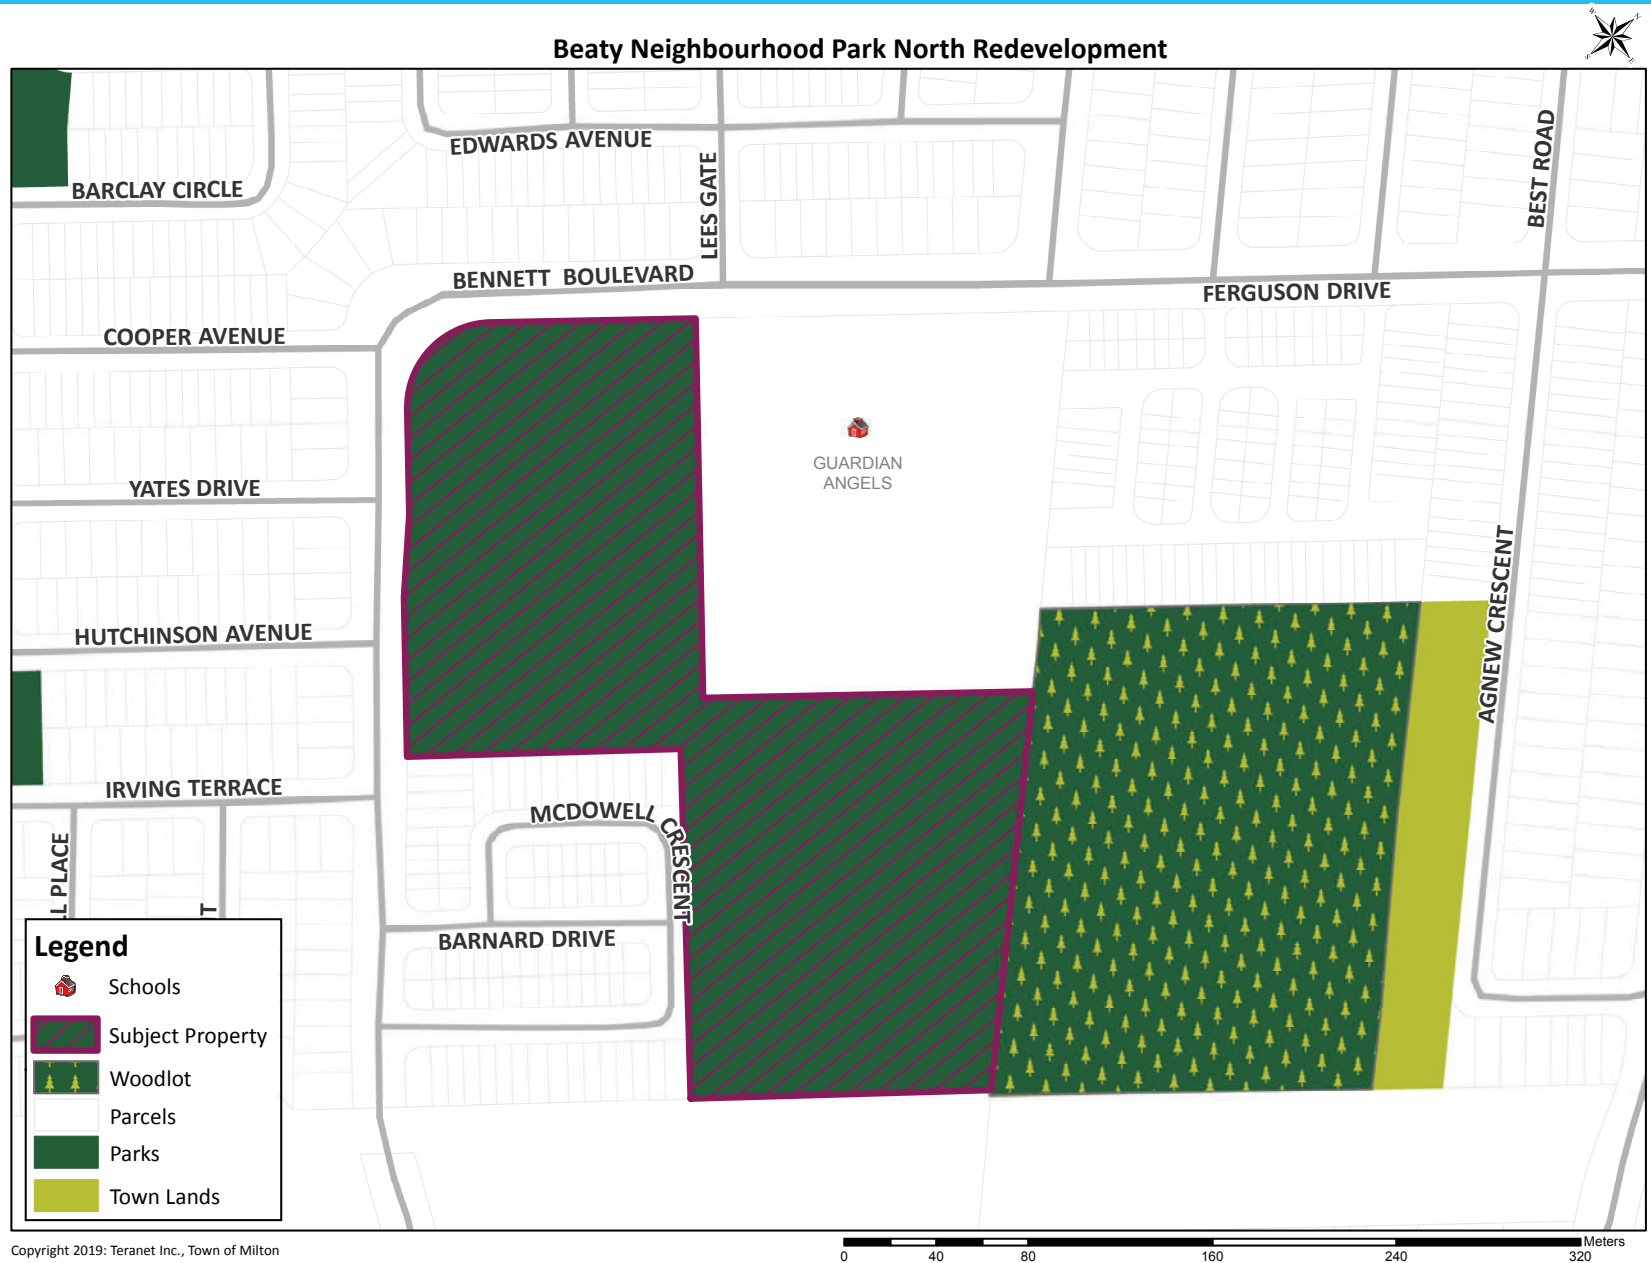 Beaty Neighbourhood Park North Redevelopment
W
N
S
E
EDWARDS AVENUE
BARCLAY CIRCLE
LEES GATE
BEST ROAD
BENNETT BOULEVARD
FERGUSON DRIVE
COOPER AVENUE
GUARDIAN
ANGELS
YATES DRIVE
AGNEW CRESCENT
HUTCHINSON AVENUE
IRVING TERRACE
MCDOWELL CRESCENT
LL PLACE
T
BARNARD DRIVE
Legend
Schools
Subject Property
Woodlot
Parcels
Parks
Town Lands
Copyright 2019: Teranet Inc., Town of Milton
Meters
0 40 80 160 240 320